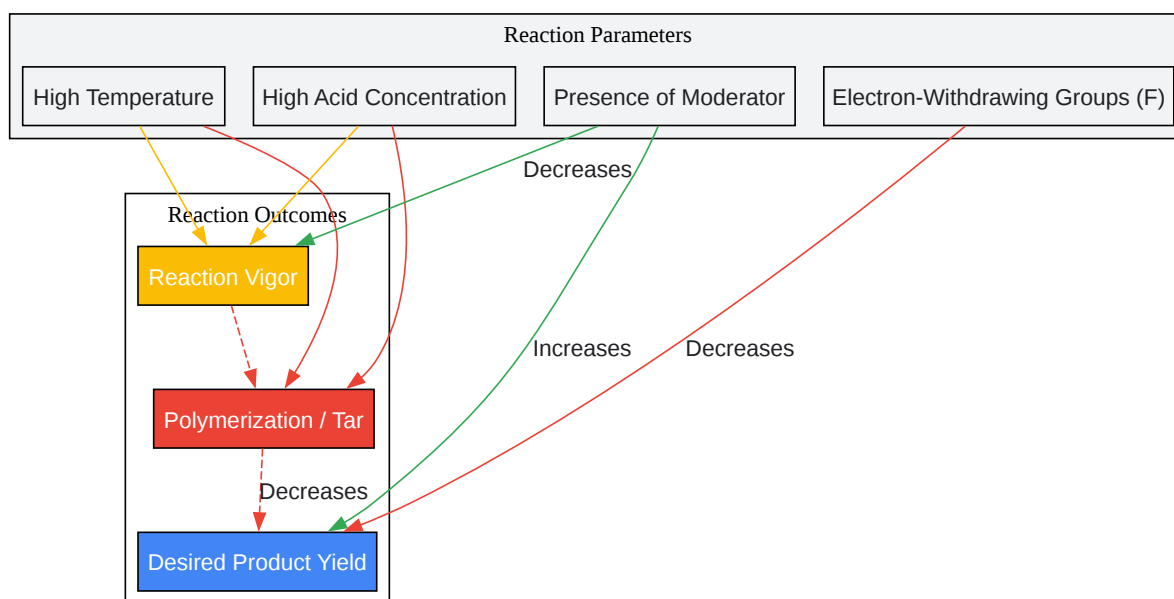 Reaction Parameters
High Temperature
High Acid Concentration
Presence of Moderator
Electron-Withdrawing Groups (F)
Decreases
Reaction Outcomes
Reaction Vigor
Increases
Decreases
Polymerization / Tar
Decreases
Desired Product Yield